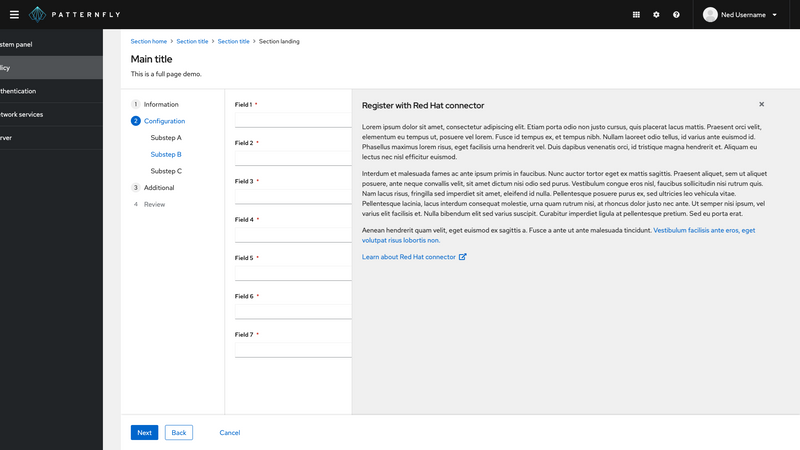 PATTERNFLY
Ned Username
stem panel
licy
thentication
twork services
rver
Section home > Section title > Section title > Section landing
Main title
This is a full page demo.
1 Information
2 Configuration
Substep A
Substep B
Substep C
3 Additional
4 Review
Field 1 *
Field 2 *
Field 3 *
Field 4 *
Field 5 *
Field 6 *
Field 7 *
Register with Red Hat connector
Lorem ipsum dolor sit amet, consectetur adipiscing elit. Etiam porta odio non justo cursus, quis placerat lacus mattis. Praesent orci velit,
elementum eu tempus ut, posuere vel lorem. Fusce id tempus ex, et tempus nibh. Nullam laoreet odio tellus, id varius ante euismod id.
Phasellus maximus lorem risus, eget facilisis urna hendrerit vel. Duis dapibus venenatis orci, id tristique magna hendrerit et. Aliquam eu
lectus nec nisl efficitur euismod.
Interdum et malesuada fames ac ante ipsum primis in faucibus. Nunc auctor tortor eget ex mattis sagittis. Praesent aliquet, sem ut aliquet
posuere, ante neque convallis velit, sit amet dictum nisi odio sed purus. Vestibulum congue eros nisl, faucibus sollicitudin nisi rutrum quis.
Nam lacus risus, fringilla sed imperdiet sit amet, eleifend id nulla. Pellentesque posuere purus ex, sed ultricies leo vehicula vitae.
Pellentesque lacinia, lacus interdum consequat molestie, urna quam rutrum nisi, at rhoncus dolor justo nec ante. Ut semper nisi ipsum, vel
varius elit facilisis et. Nulla bibendum elit sed varius suscipit. Curabitur imperdiet ligula at pellentesque pretium. Sed eu porta erat.
Aenean hendrerit quam velit, eget euismod ex sagittis a. Fusce a ante ut ante malesuada tincidunt. Vestibulum facilisis ante eros, eget
volutpat risus lobortis non.
Learn about Red Hat connector
Next
Back
Cancel